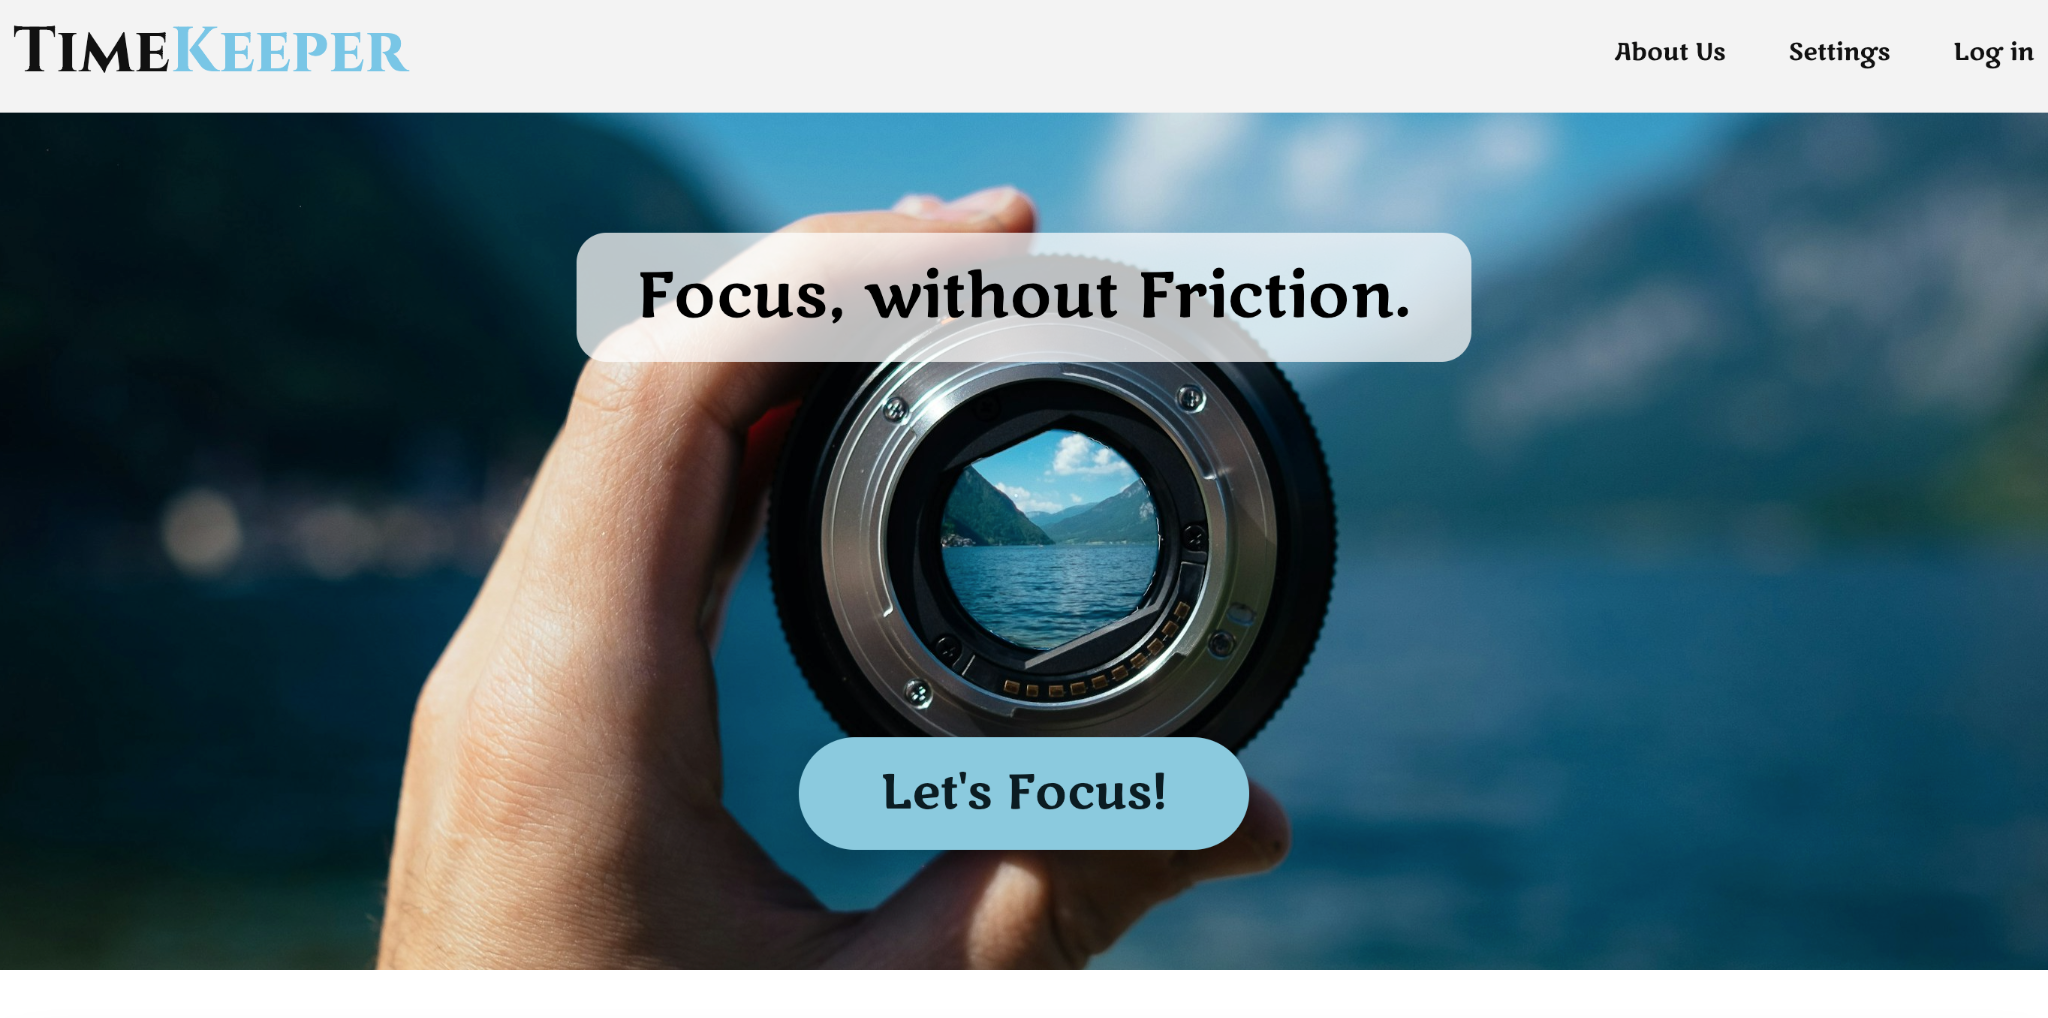 TIMEKEEPER
About Us Settings Log in
Focus, without Friction.
Let's Focus!